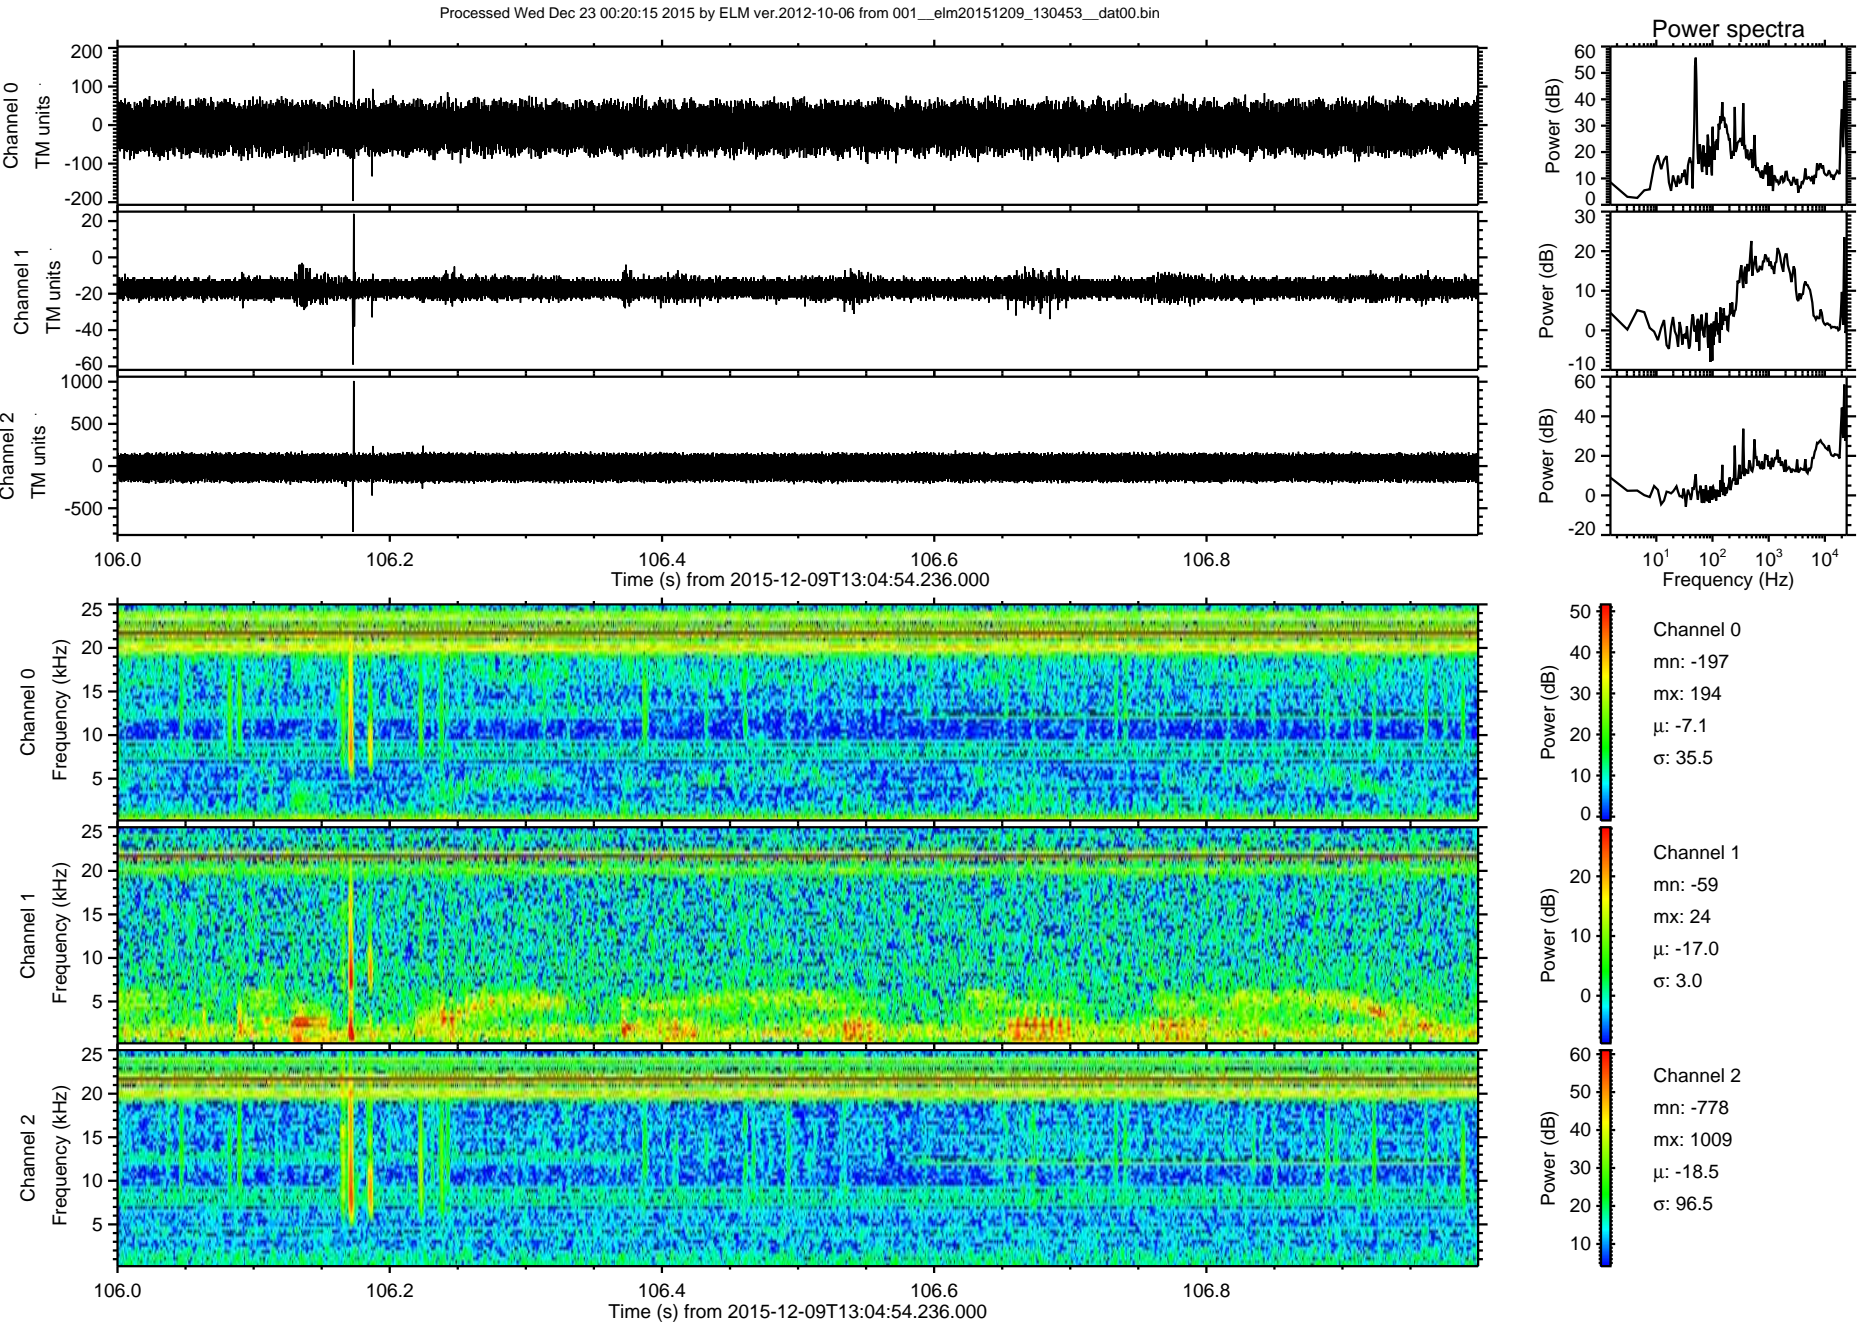 Processed Wed Dec 23 00:20:15 2015 by ELM ver.2012-10-06 from 001__elm20151209_130453__dat00.bin
Power spectra
Channel 0
TM units
200
100
0
-100
-200
Power (dB)
60
50
40
30
20
10
0
Channel 1
TM units
20
0
-20
-40
-60
Power (dB)
30
20
10
0
-10
Channel 2
TM units
1000
500
0
-500
Power (dB)
60
40
20
0
-20
106.0 106.2 106.4 106.6 106.8
Time (s) from 2015-12-09T13:04:54.236.000
10¹ 10² 10³ 10⁴
Frequency (Hz)
Channel 0
Frequency (kHz)
25
20
15
10
5
Power (dB)
50
40
30
20
10
0
Channel 0
mn: -197
mx: 194
μ: -7.1
σ: 35.5
Channel 1
Frequency (kHz)
25
20
15
10
5
Power (dB)
20
10
0
Channel 1
mn: -59
mx: 24
μ: -17.0
σ: 3.0
Channel 2
Frequency (kHz)
25
20
15
10
5
Power (dB)
60
50
40
30
20
10
Channel 2
mn: -778
mx: 1009
μ: -18.5
σ: 96.5
106.0 106.2 106.4 106.6 106.8
Time (s) from 2015-12-09T13:04:54.236.000